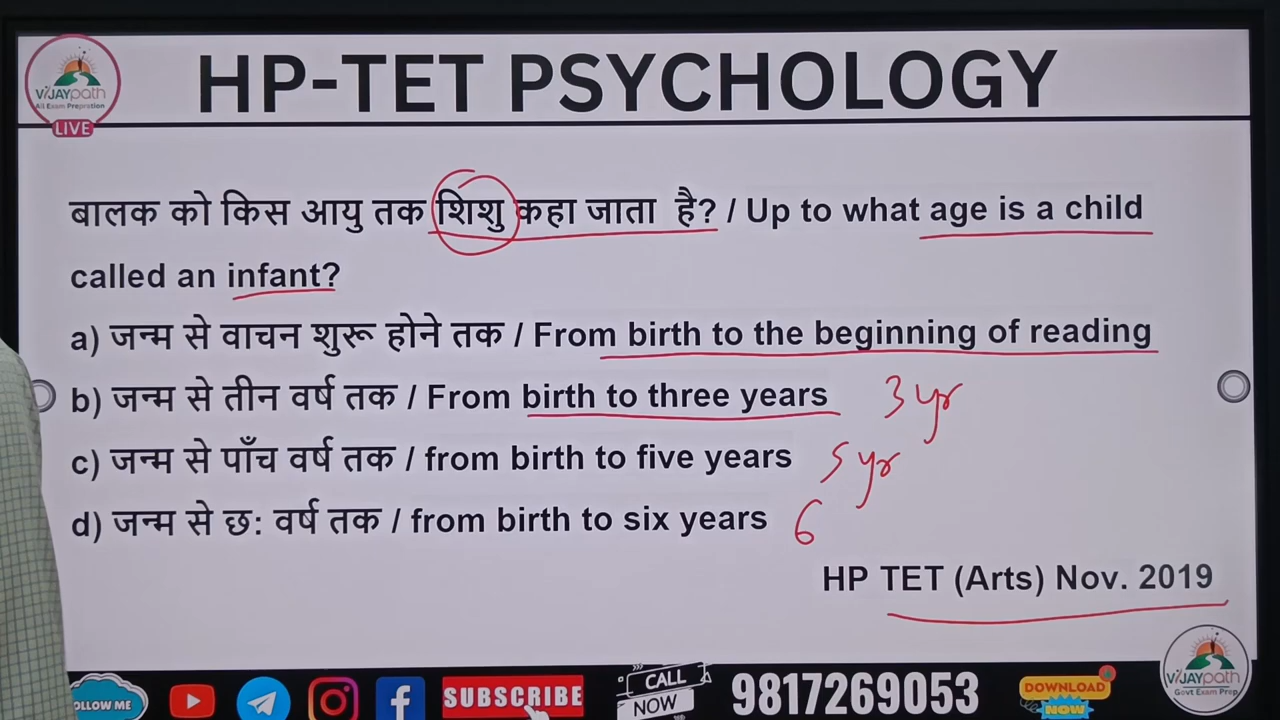 VIJAYpath
All Exam Prepration
LIVE
HP-TET PSYCHOLOGY
बालक को किस आयु तक शिशु कहा जाता है? / Up to what age is a child
called an infant?
a) जन्म से वाचन शुरू होने तक / From birth to the beginning of reading
b) जन्म से तीन वर्ष तक / From birth to three years 3 yr
c) जन्म से पाँच वर्ष तक / from birth to five years 5 yr
d) जन्म से छ: वर्ष तक / from birth to six years 6
HP TET (Arts) Nov. 2019
OLLOW ME
SUBSCRIBE
CALL
NOW
9817269053
DOWNLOAD
NOW
VIJAYpath
Govt Exam Prep